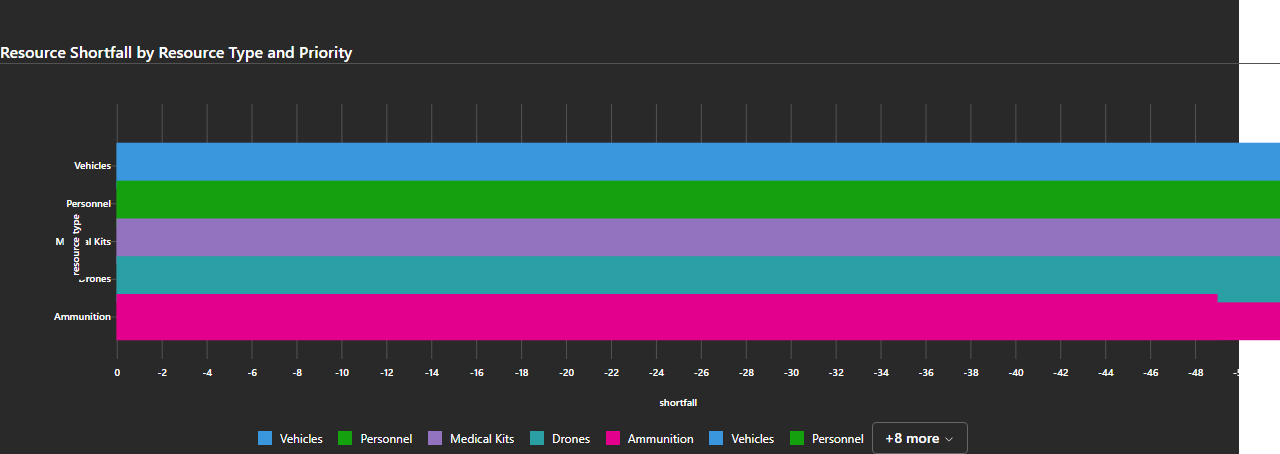 Resource Shortfall by Resource Type and Priority
Vehicles
Personnel
Kits
Ammunition
resource type
0 -2 -4 -6 -8 -10 -12 -14 -16 -18 -20 -22 -24 -26 -28 -30 -32 -34 -36 -38 -40 -42 -44 -46 -48
shortfall
Vehicles Personnel Medical Kits Drones Ammunition Vehicles Personnel +8 more